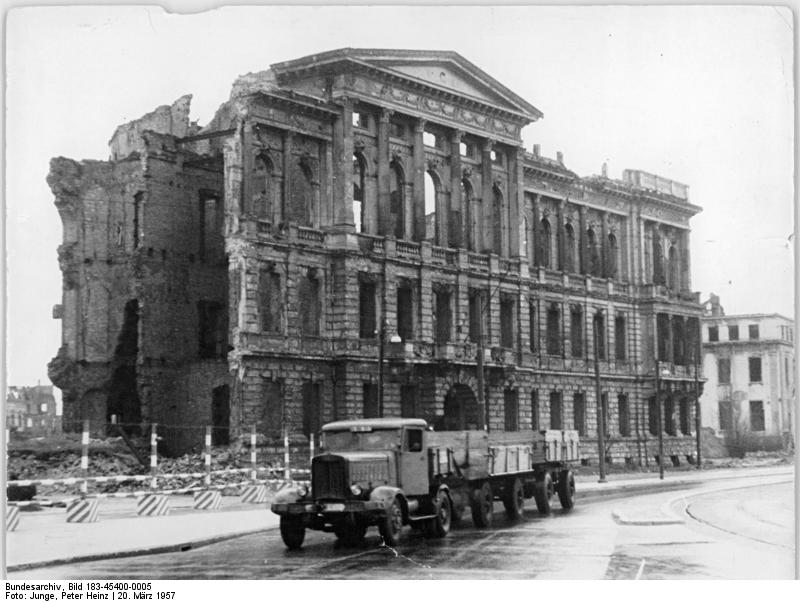 Bundesarchiv, Bild 183-45400-0005
Foto: Junge, Peter Heinz | 20. März 1957